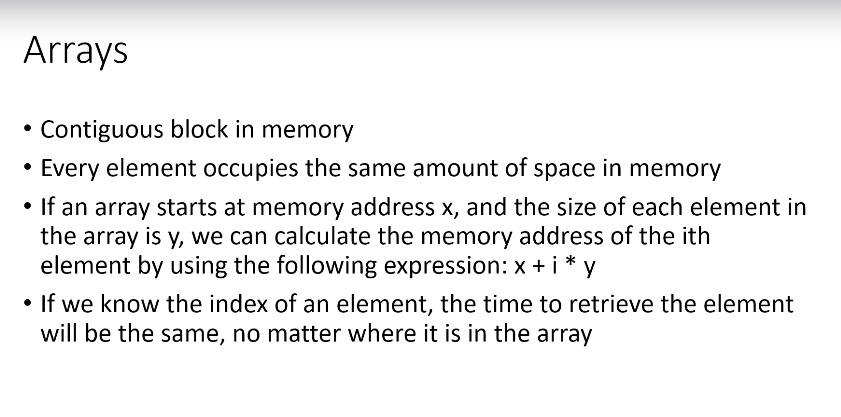 Arrays
• Contiguous block in memory
• Every element occupies the same amount of space in memory
• If an array starts at memory address x, and the size of each element in
the array is y, we can calculate the memory address of the ith
element by using the following expression: x + i * y
• If we know the index of an element, the time to retrieve the element
will be the same, no matter where it is in the array